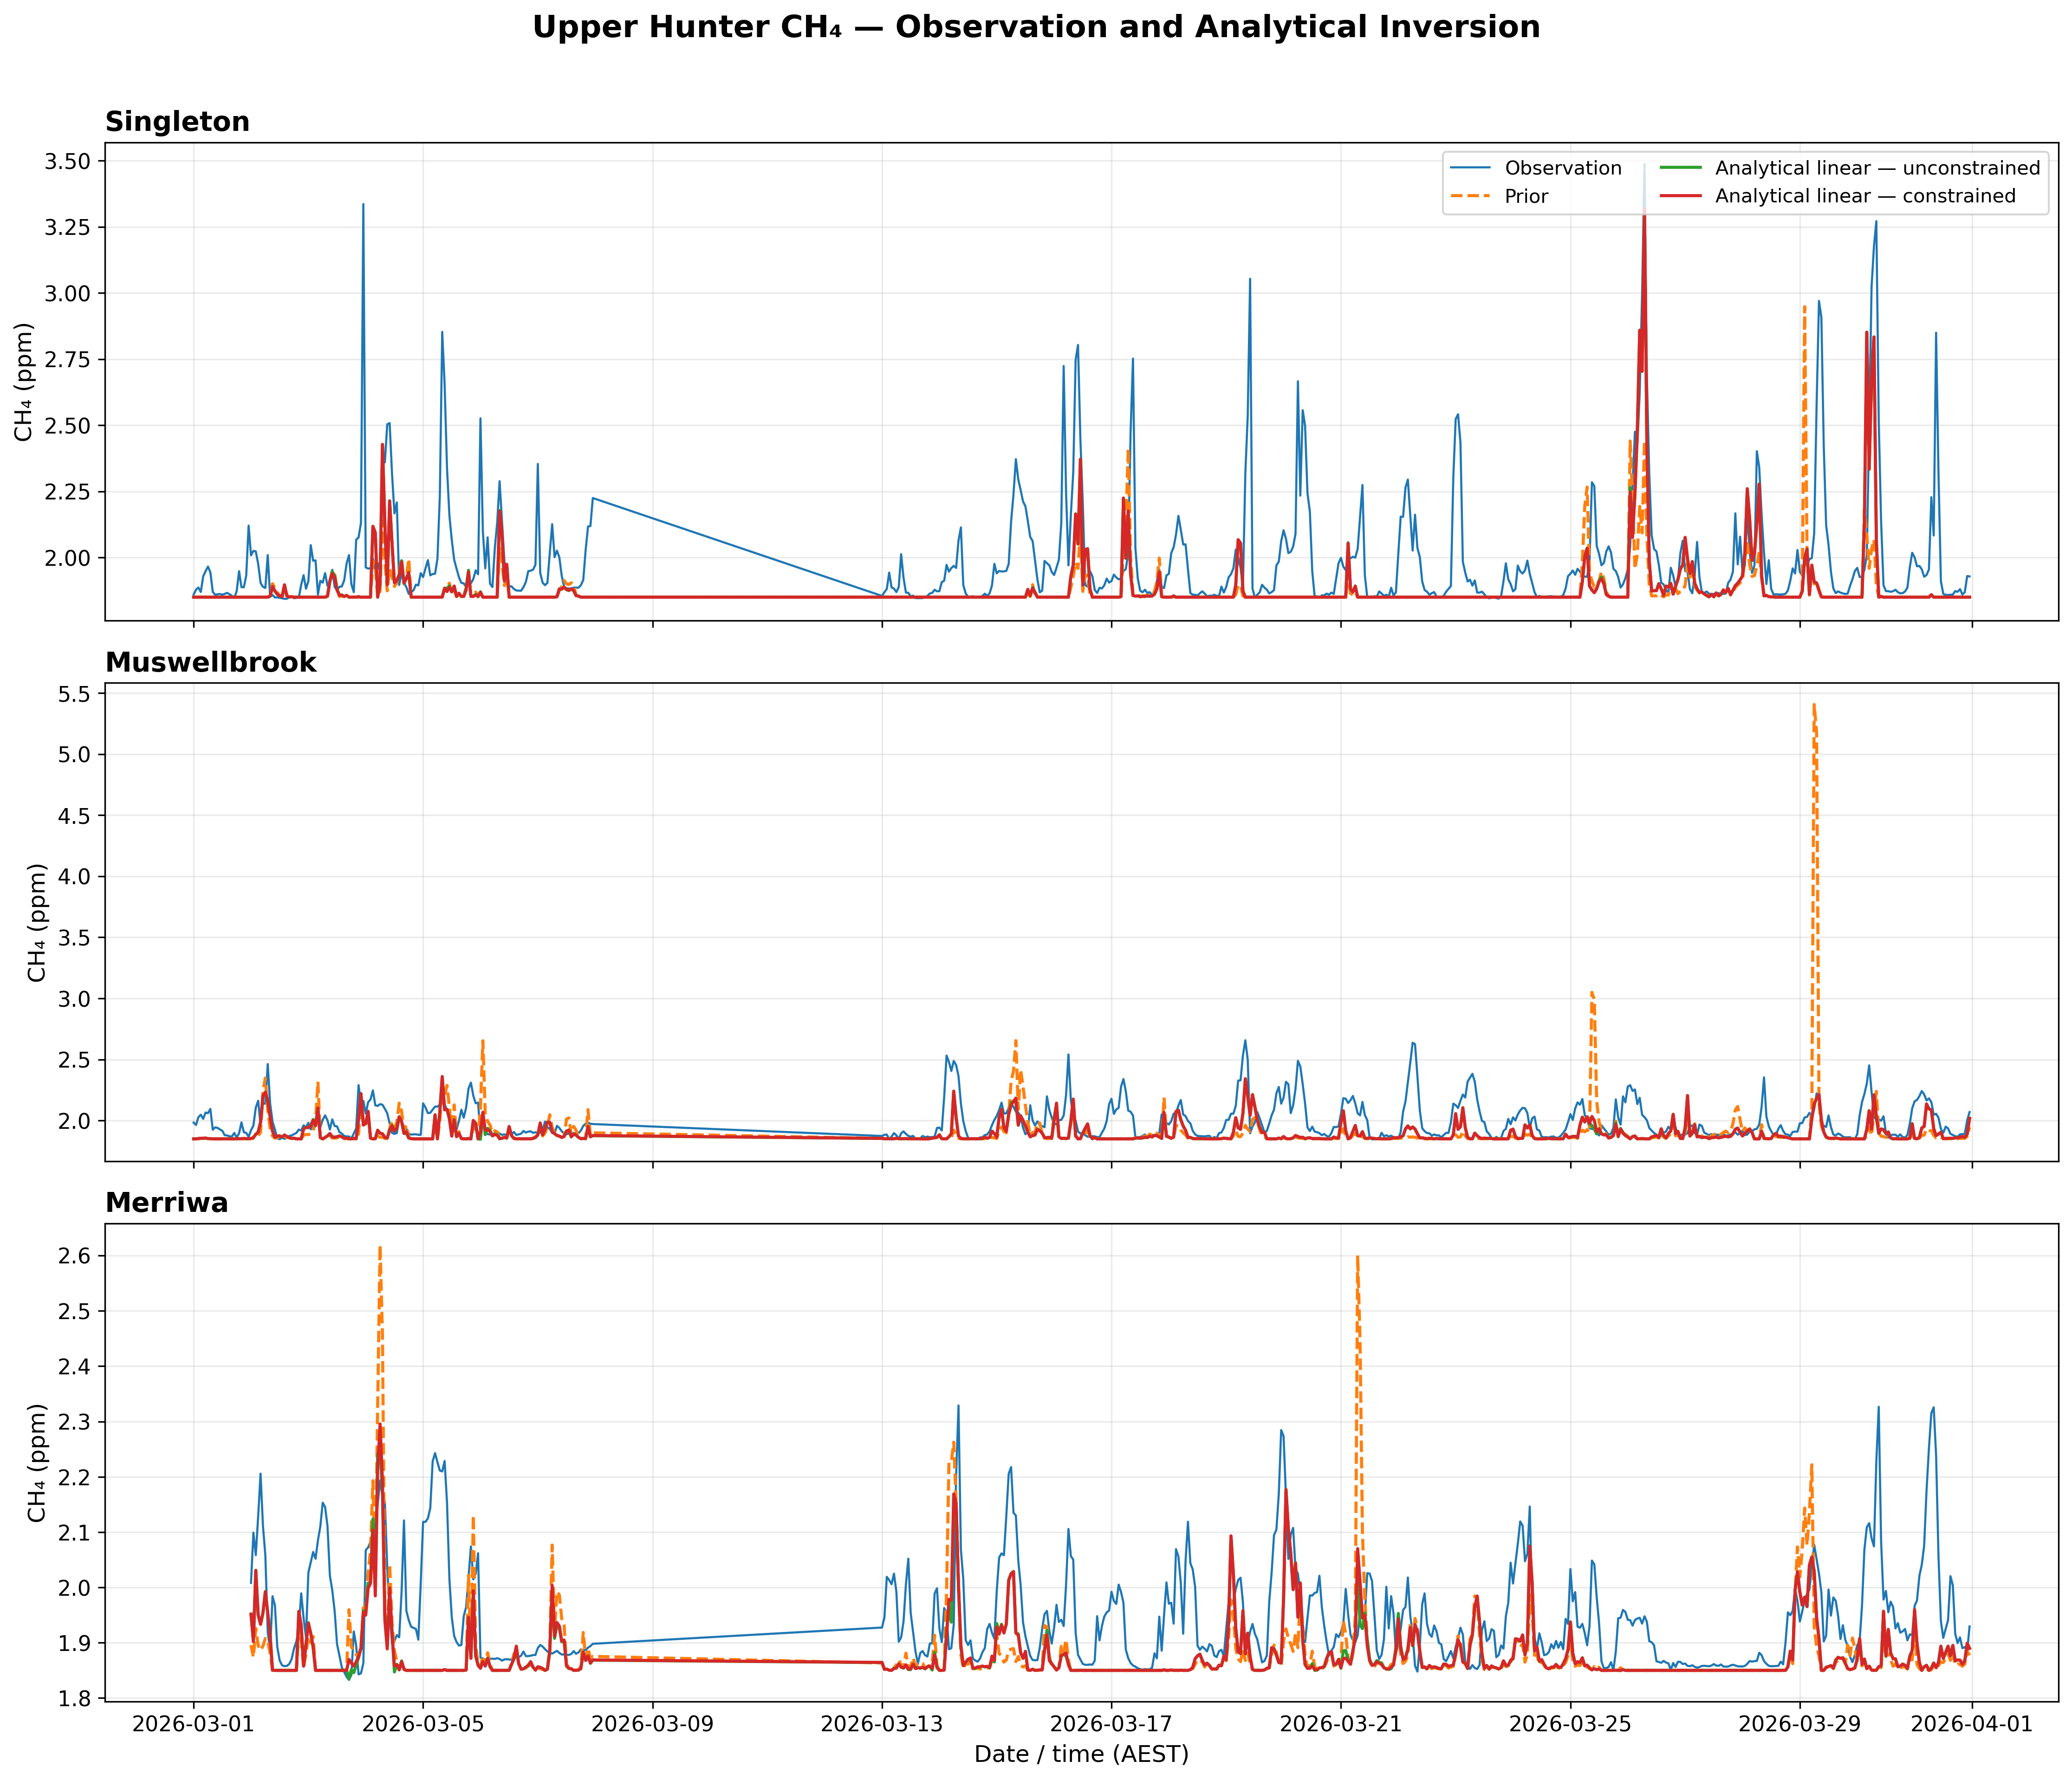 Upper Hunter CH₄ — Observation and Analytical Inversion
Singleton
3.50
3.25
3.00
2.75
2.50
2.25
2.00
CH₄ (ppm)
Observation
Prior
Analytical linear — unconstrained
Analytical linear — constrained
Muswellbrook
5.5
5.0
4.5
4.0
3.5
3.0
2.5
2.0
CH₄ (ppm)
Merriwa
2.6
2.5
2.4
2.3
2.2
2.1
2.0
1.9
1.8
CH₄ (ppm)
2026-03-01 2026-03-05 2026-03-09 2026-03-13 2026-03-17 2026-03-21 2026-03-25 2026-03-29 2026-04-01
Date / time (AEST)